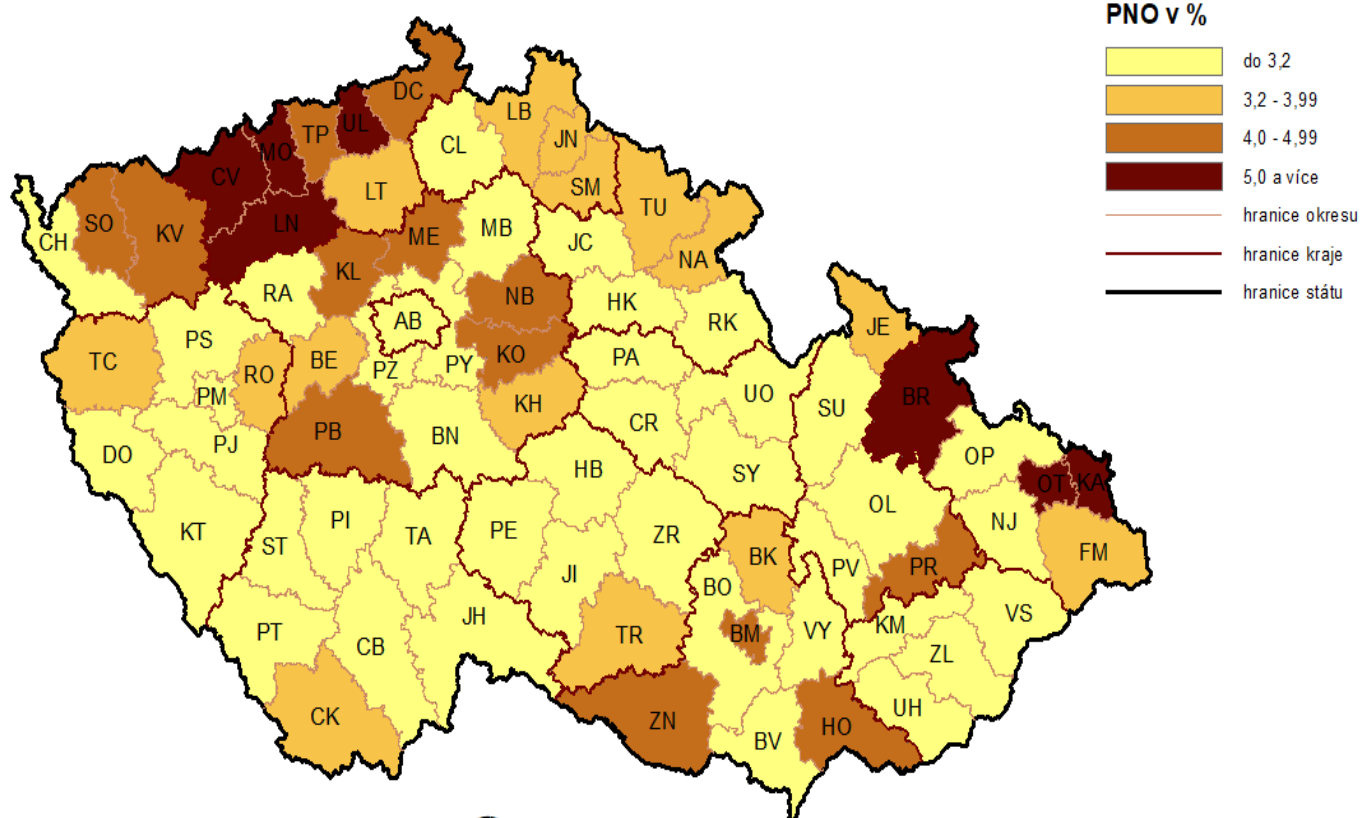 PNO v %
do 3,2
3,2 - 3,99
4,0 - 4,99
5,0 a více
hranice okresu
hranice kraje
hranice státu
DC
LB
TP
UL
JN
CL
MO
CV
LT
SM
TU
LN
SO
KV
ME
MB
JC
CH
NA
KL
RA
NB
HK
AB
RK
JE
PS
TC
BE
RO
PZ
PY
KO
PA
PM
KH
UO
SU
BR
PB
CR
PJ
BN
DO
HB
SY
OP
OT
KA
OL
KT
PI
ST
TA
PE
ZR
NJ
BK
FM
PV
PR
JI
BO
JH
VS
PT
CB
TR
BM
VY
KM
ZL
CK
ZN
UH
HO
BV